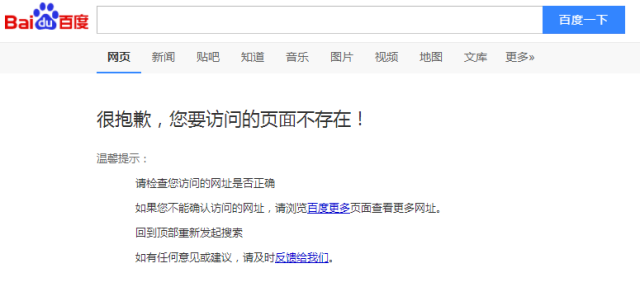 Bai du 百度
百度一下
网页 新闻 贴吧 知道 音乐 图片 视频 地图 文库 更多»
很抱歉，您要访问的页面不存在！
温馨提示：
请检查您访问的网址是否正确
如果您不能确认访问的网址，请浏览百度更多页面查看更多网址。
回到顶部重新发起搜索
如有任何意见或建议，请及时反馈给我们。